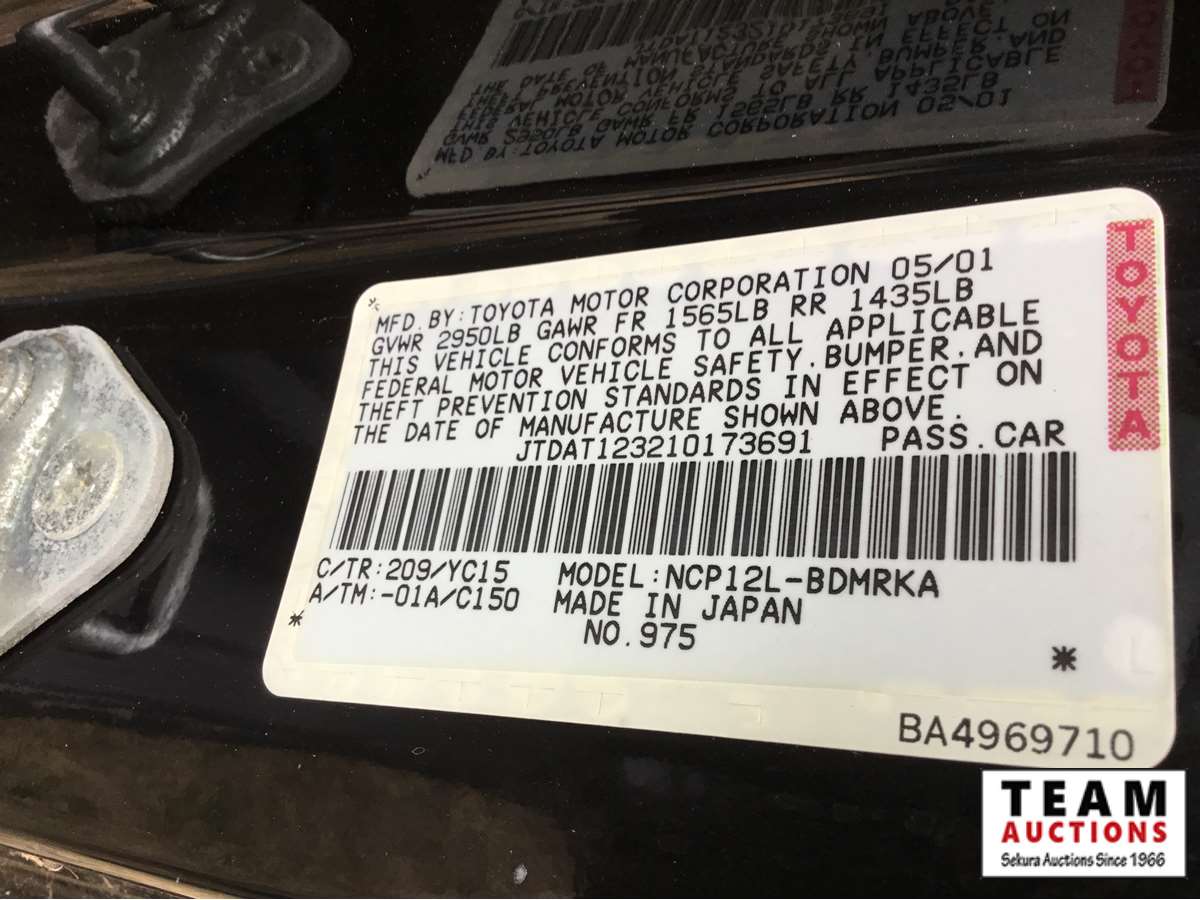 MFD.BY:TOYOTA MOTOR CORPORATION 05/01
GVWR 2950LB GAWR FR 1565LB RR 1435LB
THIS VEHICLE CONFORMS TO ALL APPLICABLE
FEDERAL MOTOR VEHICLE SAFETY,BUMPER,AND
THEFT PREVENTION STANDARDS IN EFFECT ON
THE DATE OF MANUFACTURE SHOWN ABOVE.
JTDAT123210173691 PASS.CAR
TOYOTA
C/TR:209/YC15 MODEL:NCP12L-BDMRKA
A/TM:-01A/C150 MADE IN JAPAN
NO.975
BA4969710
TEAM
AUCTIONS
Sekura Auctions Since 1966